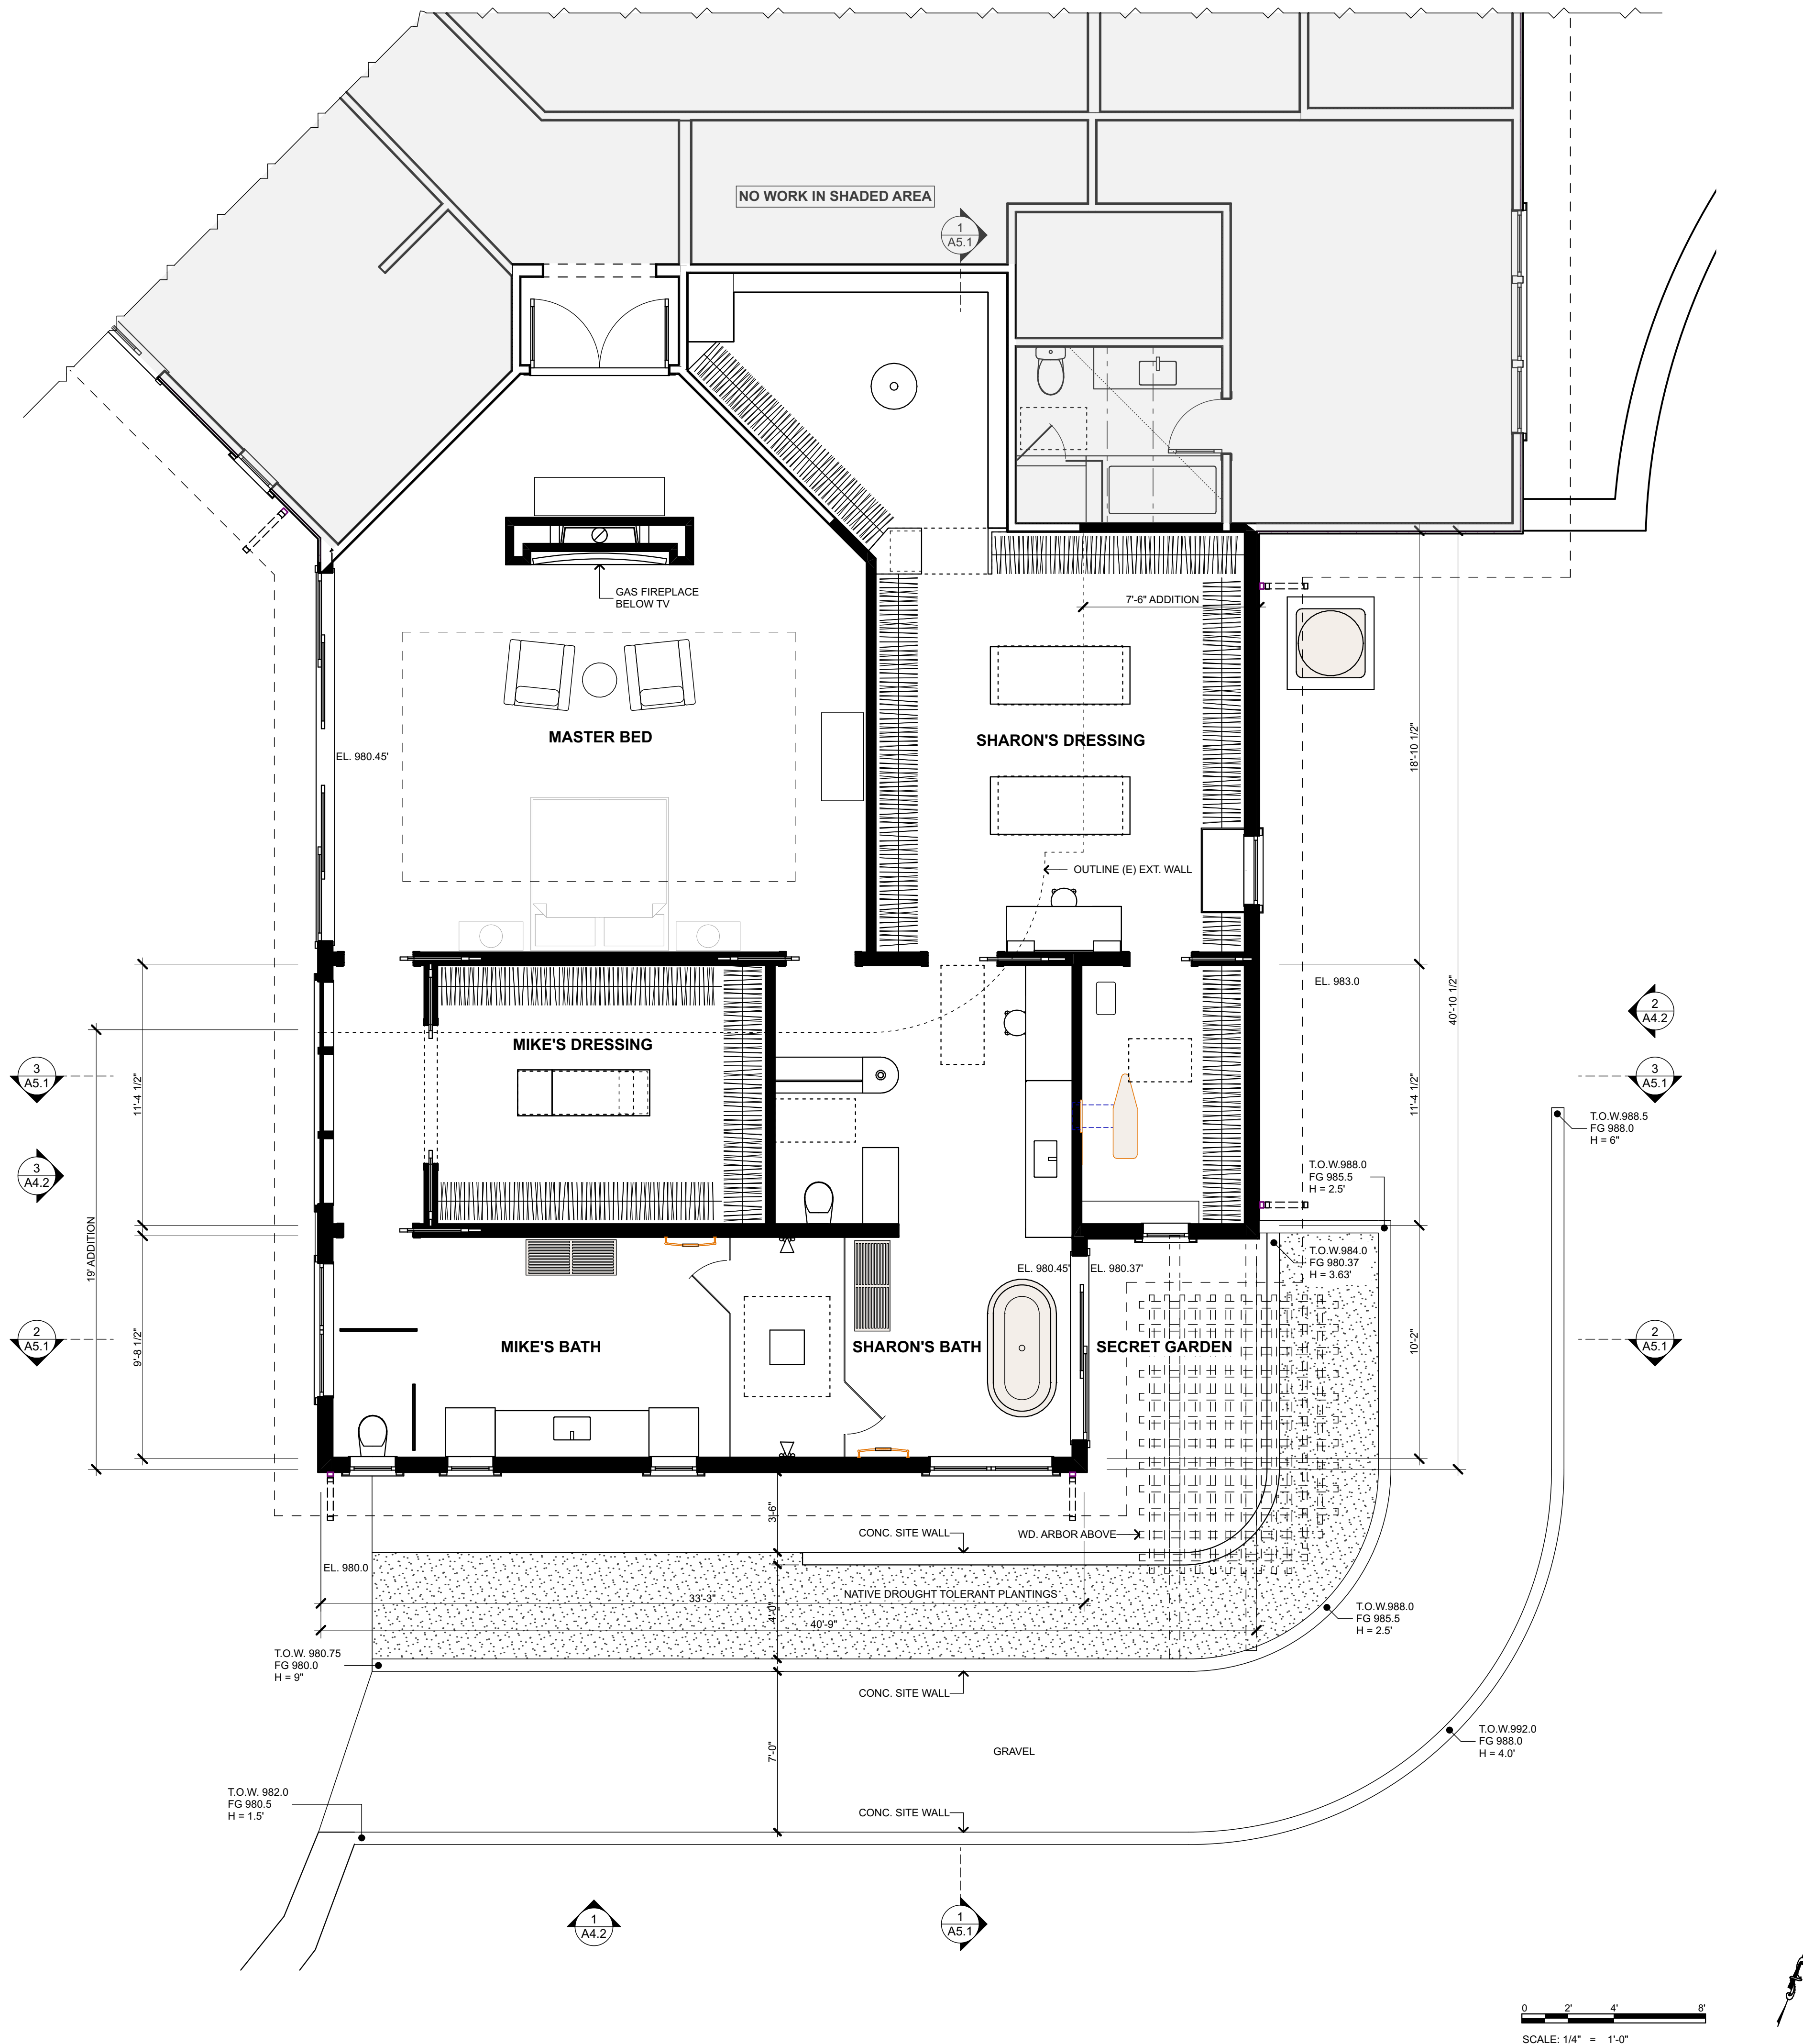 NO WORK IN SHADED AREA
1
A5.1
GAS FIREPLACE
BELOW TV
7'-6" ADDITION
MASTER BED
SHARON'S DRESSING
EL. 980.45'
18'-10 1/2"
OUTLINE (E) EXT. WALL
EL. 983.0
40'-10 1/2"
2
A4.2
MIKE'S DRESSING
3
A5.1
3
A5.1
11'-4 1/2"
11'-4 1/2"
T.O.W.988.5
FG 988.0
H = 6"
3
A4.2
T.O.W.988.0
FG 985.5
H = 2.5'
19' ADDITION
T.O.W.984.0
FG 980.37
H = 3.63'
EL. 980.45'
EL. 980.37'
2
A5.1
9'-8 1/2"
MIKE'S BATH
SHARON'S BATH
SECRET GARDEN
10'-2"
2
A5.1
3'-6"
CONC. SITE WALL
WD. ARBOR ABOVE
EL. 980.0
NATIVE DROUGHT TOLERANT PLANTINGS
33'-3"
4'-0"
40'-9"
T.O.W.988.0
FG 985.5
H = 2.5'
T.O.W. 980.75
FG 980.0
H = 9"
CONC. SITE WALL
7'-0"
GRAVEL
T.O.W.992.0
FG 988.0
H = 4.0'
T.O.W. 982.0
FG 980.5
H = 1.5'
CONC. SITE WALL
1
A4.2
1
A5.1
0 2' 4' 8'
SCALE: 1/4" = 1'-0"